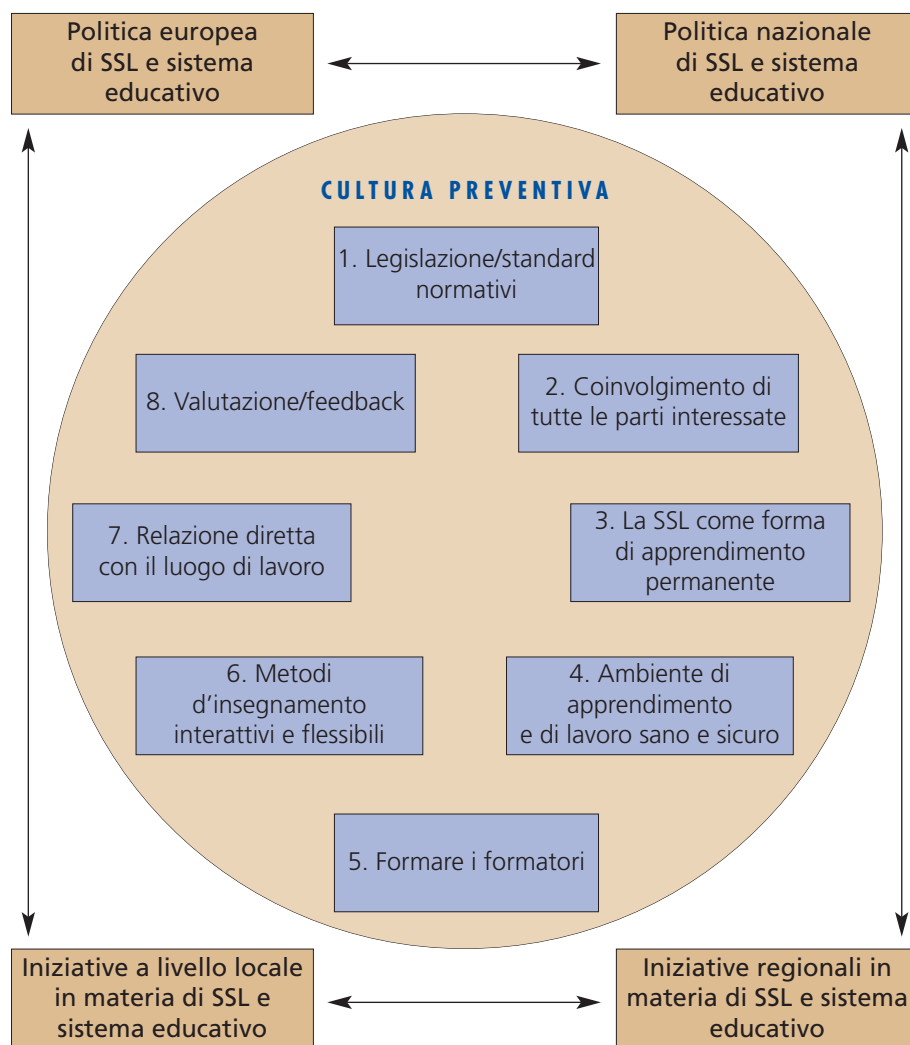 Politica europea
di SSL e sistema
educativo
Politica nazionale
di SSL e sistema
educativo
CULTURA PREVENTIVA
1. Legislazione/standard
normativi
2. Coinvolgimento di
tutte le parti interessate
3. La SSL come forma
di apprendimento
permanente
4. Ambiente di
apprendimento
e di lavoro sano e sicuro
5. Formare i formatori
6. Metodi
d’insegnamento
interattivi e flessibili
7. Relazione diretta
con il luogo di lavoro
8. Valutazione/feedback
Iniziative a livello locale
in materia di SSL e
sistema educativo
Iniziative regionali in
materia di SSL e sistema
educativo